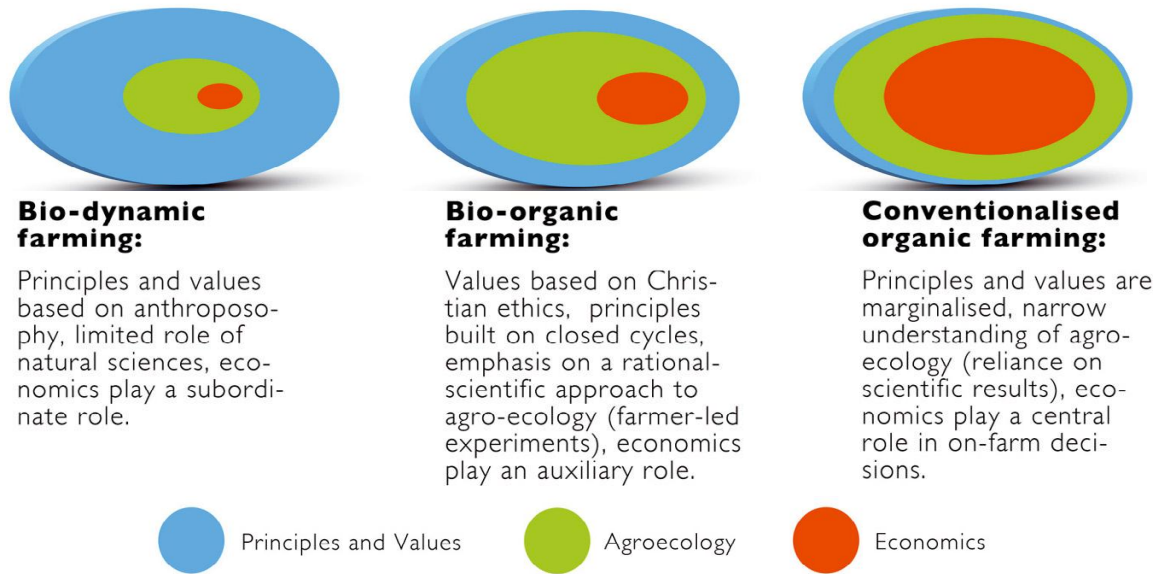 Bio-dynamic
farming:
Principles and values
based on anthroposo-
phy, limited role of
natural sciences, eco-
nomics play a subordi-
nate role.
Bio-organic
farming:
Values based on Chris-
tian ethics, principles
built on closed cycles,
emphasis on a rational-
scientific approach to
agro-ecology (farmer-led
experiments), economics
play an auxiliary role.
Conventionalised
organic farming:
Principles and values are
marginalised, narrow
understanding of agro-
ecology (reliance on
scientific results), eco-
nomics play a central
role in on-farm deci-
sions.
Principles and Values
Agroecology
Economics